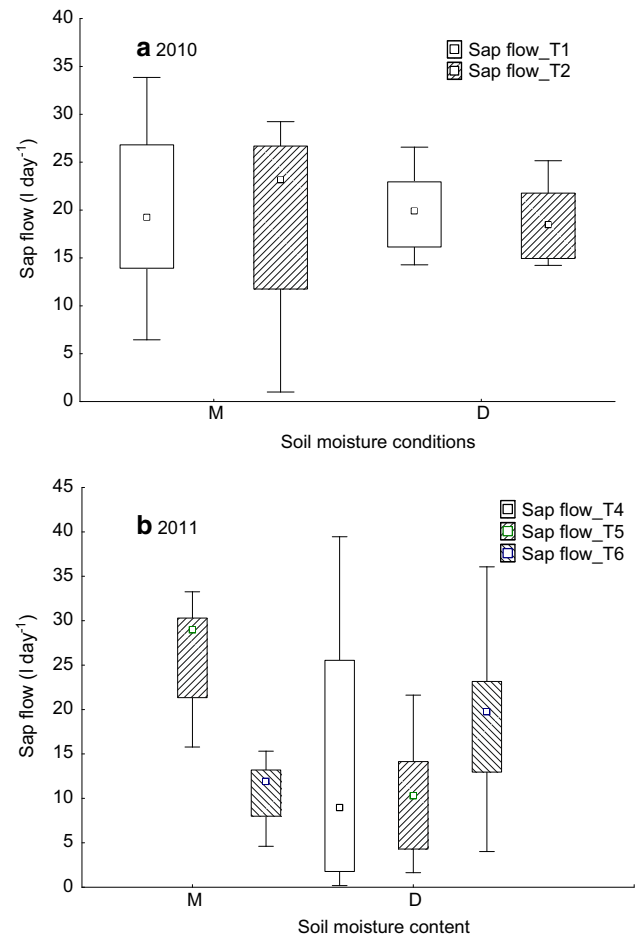 40
a 2010
Sap flow_T1
35
Sap flow_T2
30
25
20
15
10
5
0
Sap flow (l day⁻¹)
M D
Soil moisture conditions
45
b 2011
Sap flow_T4
40
Sap flow_T5
35
Sap flow_T6
30
25
20
15
10
5
0
Sap flow (l day⁻¹)
M D
Soil moisture content